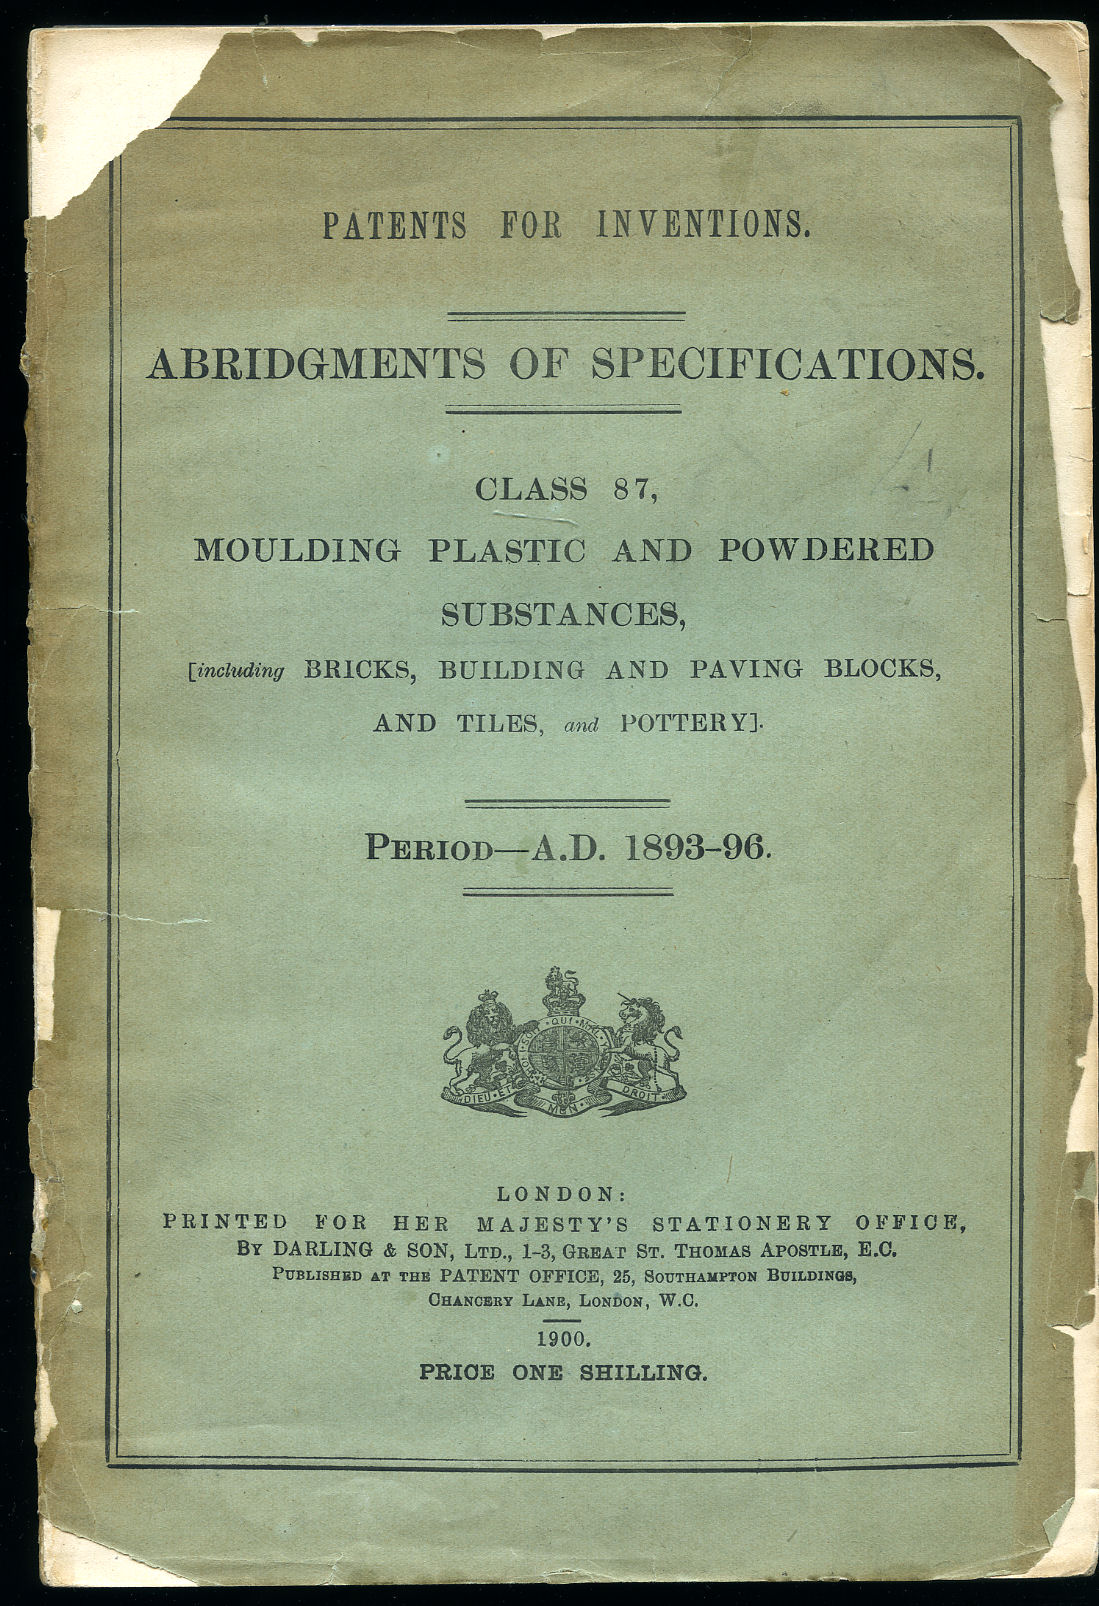 PATENTS FOR INVENTIONS.
ABRIDGMENTS OF SPECIFICATIONS.
CLASS 87,
MOULDING PLASTIC AND POWDERED
SUBSTANCES,
[including BRICKS, BUILDING AND PAVING BLOCKS,
AND TILES, and POTTERY].
PERIOD—A.D. 1893–96.
QUI MAL Y
DIEU ET
MON
DROIT
LONDON:
PRINTED FOR HER MAJESTY'S STATIONERY OFFICE,
BY DARLING & SON, LTD., 1-3, GREAT ST. THOMAS APOSTLE, E.C.
PUBLISHED AT THE PATENT OFFICE, 25, SOUTHAMPTON BUILDINGS,
CHANCERY LANE, LONDON, W.C.
1900.
PRICE ONE SHILLING.